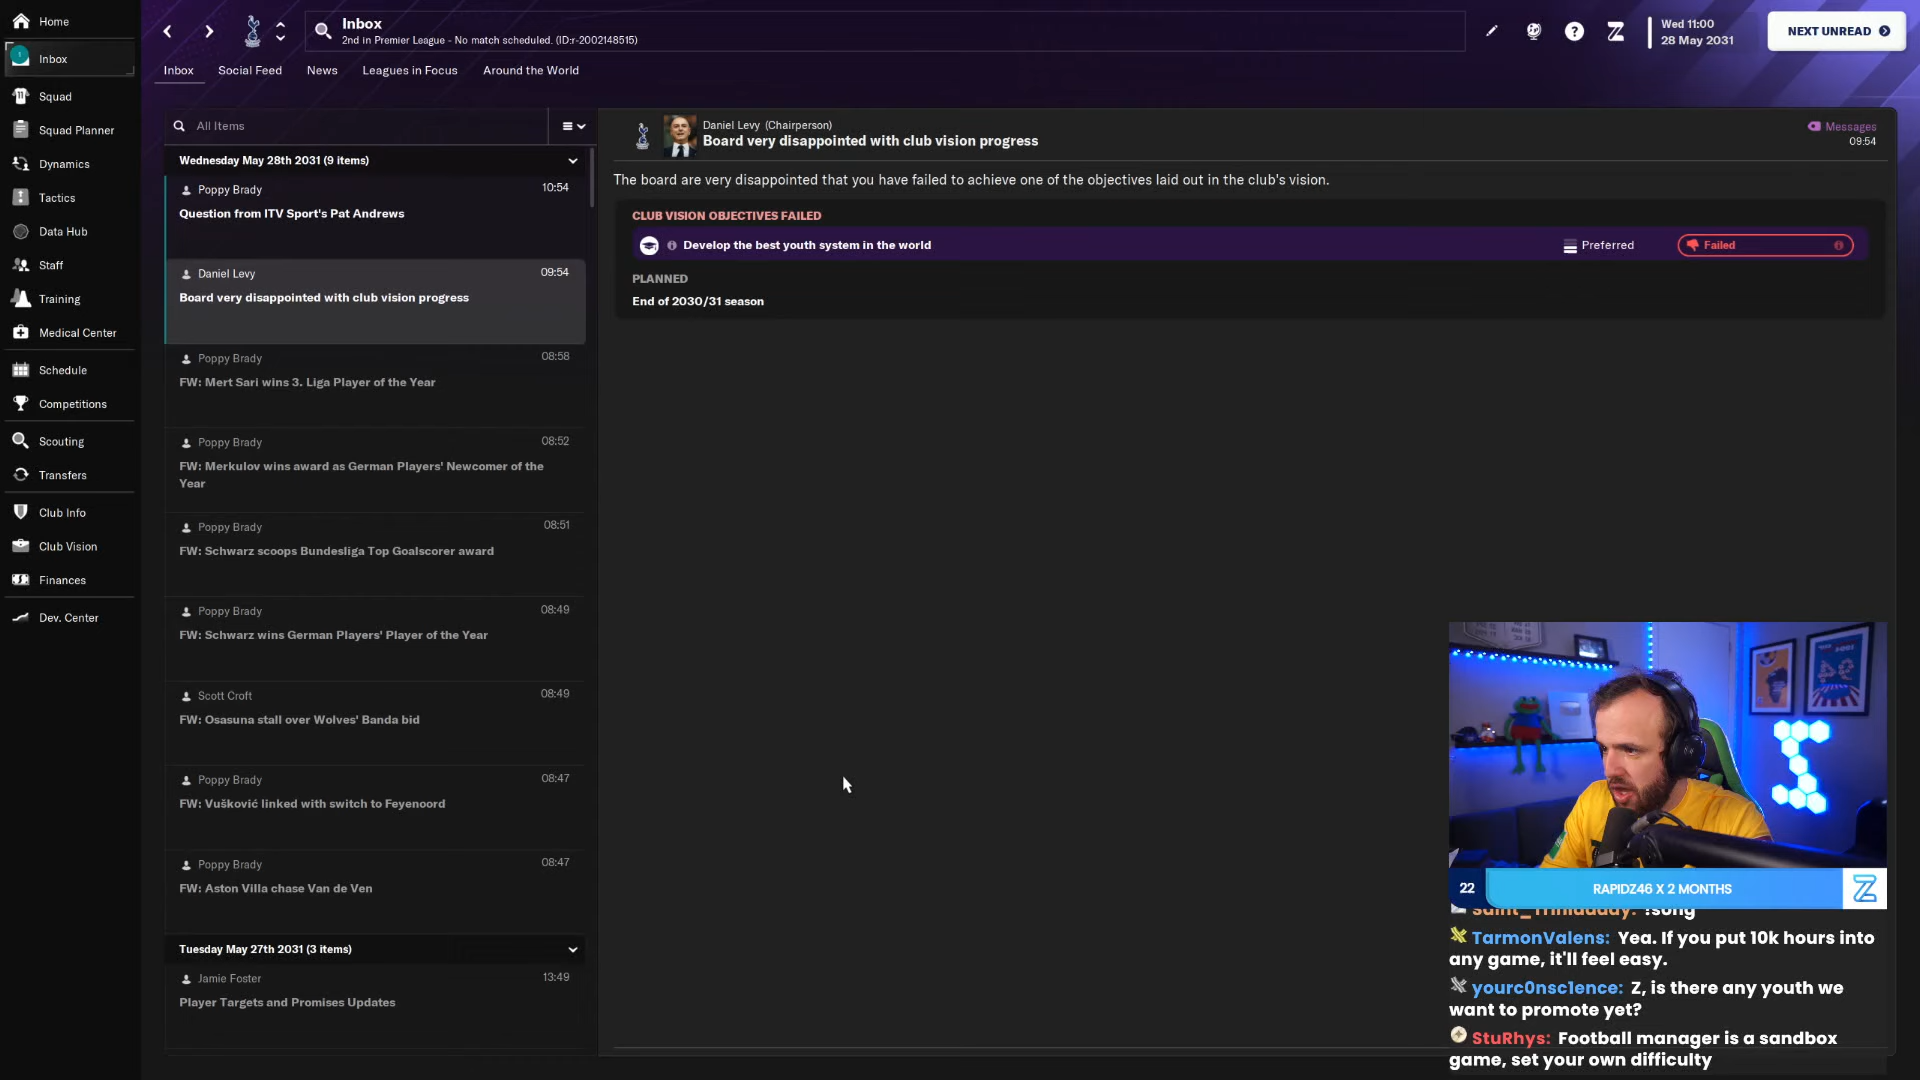 Home
Inbox
Squad
Squad Planner
Dynamics
Tactics
Data Hub
Staff
Training
Medical Center
Schedule
Competitions
Scouting
Transfers
Club Info
Club Vision
Finances
Dev. Center
Inbox
2nd in Premier League - No match scheduled. (ID:r-2002148515)
Wed 11:00
28 May 2031
NEXT UNREAD
Inbox
Social Feed
News
Leagues in Focus
Around the World
All Items
Wednesday May 28th 2031 (9 items)
Poppy Brady 10:54
Question from ITV Sport's Pat Andrews
Daniel Levy 09:54
Board very disappointed with club vision progress
Poppy Brady 08:58
FW: Mert Sari wins 3. Liga Player of the Year
Poppy Brady 08:52
FW: Merkulov wins award as German Players' Newcomer of the
Year
Poppy Brady 08:51
FW: Schwarz scoops Bundesliga Top Goalscorer award
Poppy Brady 08:49
FW: Schwarz wins German Players' Player of the Year
Scott Croft 08:49
FW: Osasuna stall over Wolves' Banda bid
Poppy Brady 08:47
FW: Vušković linked with switch to Feyenoord
Poppy Brady 08:47
FW: Aston Villa chase Van de Ven
Tuesday May 27th 2031 (3 items)
Jamie Foster 13:49
Player Targets and Promises Updates
Daniel Levy (Chairperson)
Board very disappointed with club vision progress
Messages
09:54
The board are very disappointed that you have failed to achieve one of the objectives laid out in the club's vision.
CLUB VISION OBJECTIVES FAILED
Develop the best youth system in the world Preferred Failed
PLANNED
End of 2030/31 season
22 RAPIDZ46 X 2 MONTHS Z
!song
TarmonValens: Yea. If you put 10k hours into
any game, it'll feel easy.
yourc0nsc1ence: Z, is there any youth we
want to promote yet?
StuRhys: Football manager is a sandbox
game, set your own difficulty